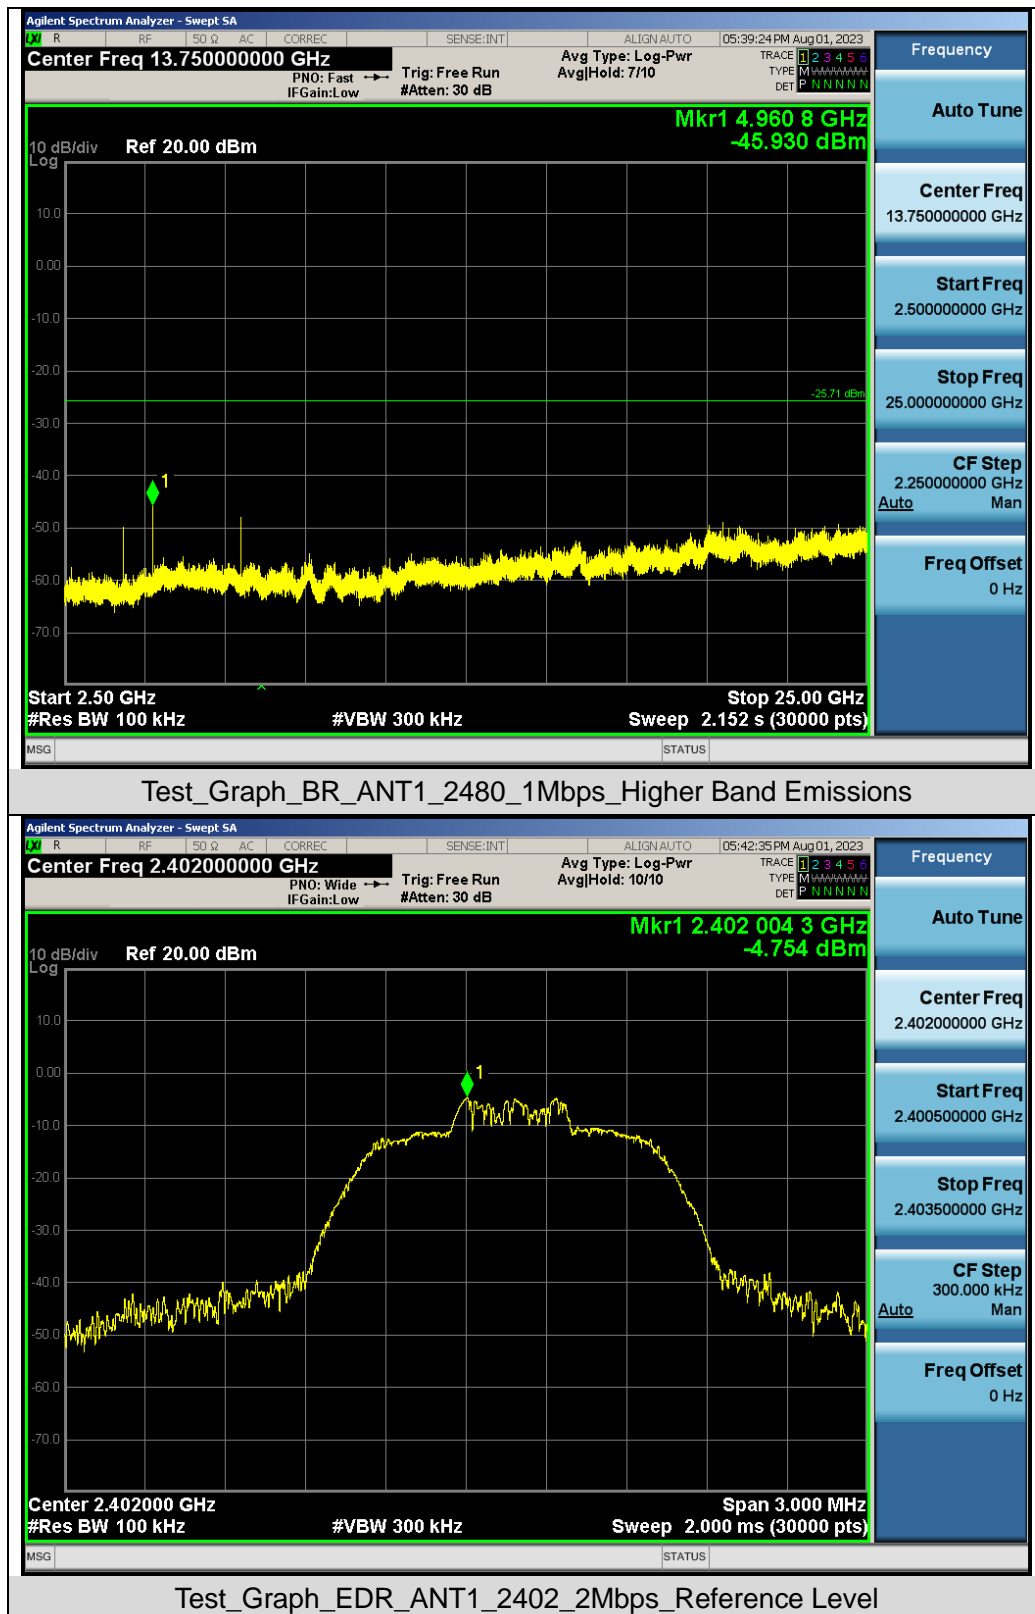 Agilent Spectrum Analyzer - Swept SA
LXI R RF 50 Ω AC CORREC SENSE:INT ALIGN AUTO 05:39:24 PM Aug 01, 2023
Center Freq 13.750000000 GHz
PNO: Fast
IFGain:Low
Trig: Free Run
#Atten: 30 dB
Avg Type: Log-Pwr
Avg|Hold: 7/10
TRACE 1 2 3 4 5 6
TYPE M
DET P N N N N N
Mkr1 4.960 8 GHz
-45.930 dBm
10 dB/div Ref 20.00 dBm
Log
10.0
0.00
-10.0
-20.0
-25.71 dBm
-30.0
-40.0
1
-50.0
-60.0
-70.0
Start 2.50 GHz Stop 25.00 GHz
#Res BW 100 kHz #VBW 300 kHz Sweep 2.152 s (30000 pts)
MSG STATUS
Frequency
Auto Tune
Center Freq
13.750000000 GHz
Start Freq
2.500000000 GHz
Stop Freq
25.000000000 GHz
CF Step
2.250000000 GHz
Auto Man
Freq Offset
0 Hz
Test_Graph_BR_ANT1_2480_1Mbps_Higher Band Emissions
Agilent Spectrum Analyzer - Swept SA
LXI R RF 50 Ω AC CORREC SENSE:INT ALIGN AUTO 05:42:35 PM Aug 01, 2023
Center Freq 2.402000000 GHz
PNO: Wide
IFGain:Low
Trig: Free Run
#Atten: 30 dB
Avg Type: Log-Pwr
Avg|Hold: 10/10
TRACE 1 2 3 4 5 6
TYPE M
DET P N N N N N
Mkr1 2.402 004 3 GHz
-4.754 dBm
10 dB/div Ref 20.00 dBm
Log
10.0
0.00
1
-10.0
-20.0
-30.0
-40.0
-50.0
-60.0
-70.0
Center 2.402000 GHz Span 3.000 MHz
#Res BW 100 kHz #VBW 300 kHz Sweep 2.000 ms (30000 pts)
MSG STATUS
Frequency
Auto Tune
Center Freq
2.402000000 GHz
Start Freq
2.400500000 GHz
Stop Freq
2.403500000 GHz
CF Step
300.000 kHz
Auto Man
Freq Offset
0 Hz
Test_Graph_EDR_ANT1_2402_2Mbps_Reference Level